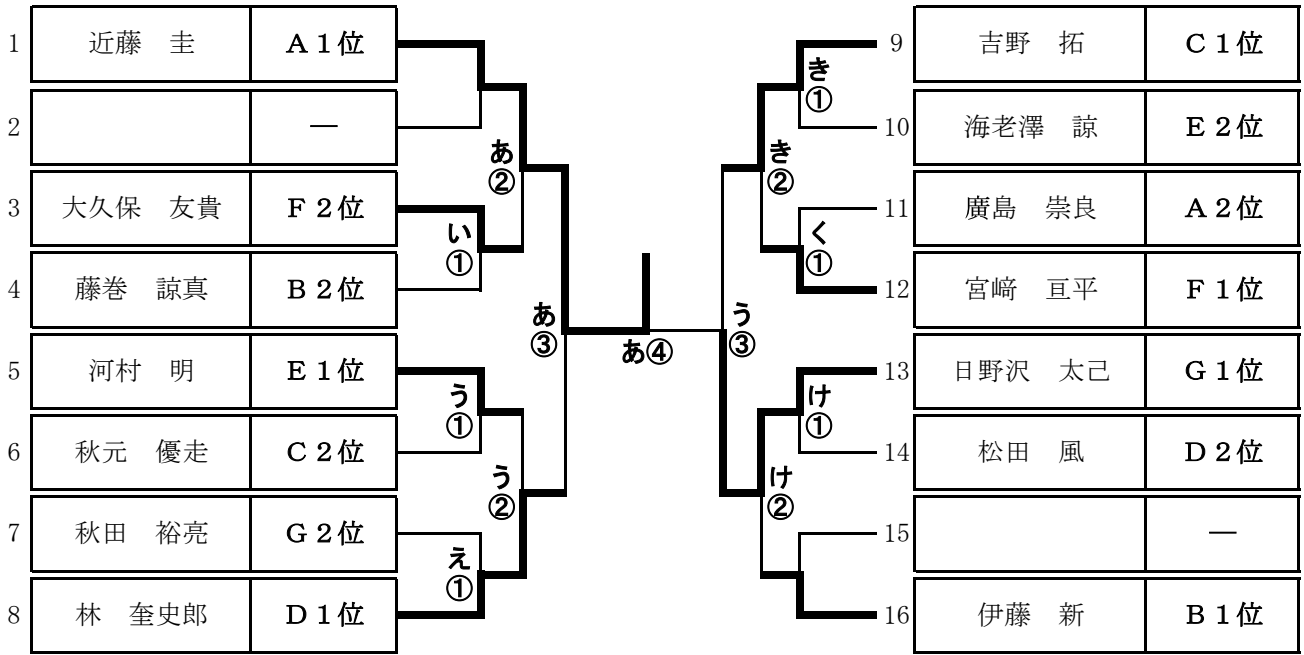 1 近藤 圭 A1位
2 ―
3 大久保 友貴 F2位
4 藤巻 諒真 B2位
5 河村 明 E1位
6 秋元 優走 C2位
7 秋田 裕亮 G2位
8 林 奎史郎 D1位
あ②
い①
あ③
う①
う②
え①
あ④
き①
き②
く①
う③
け①
け②
9 吉野 拓 C1位
10 海老澤 諒 E2位
11 廣島 崇良 A2位
12 宮﨑 亘平 F1位
13 日野沢 太己 G1位
14 松田 風 D2位
15 ―
16 伊藤 新 B1位